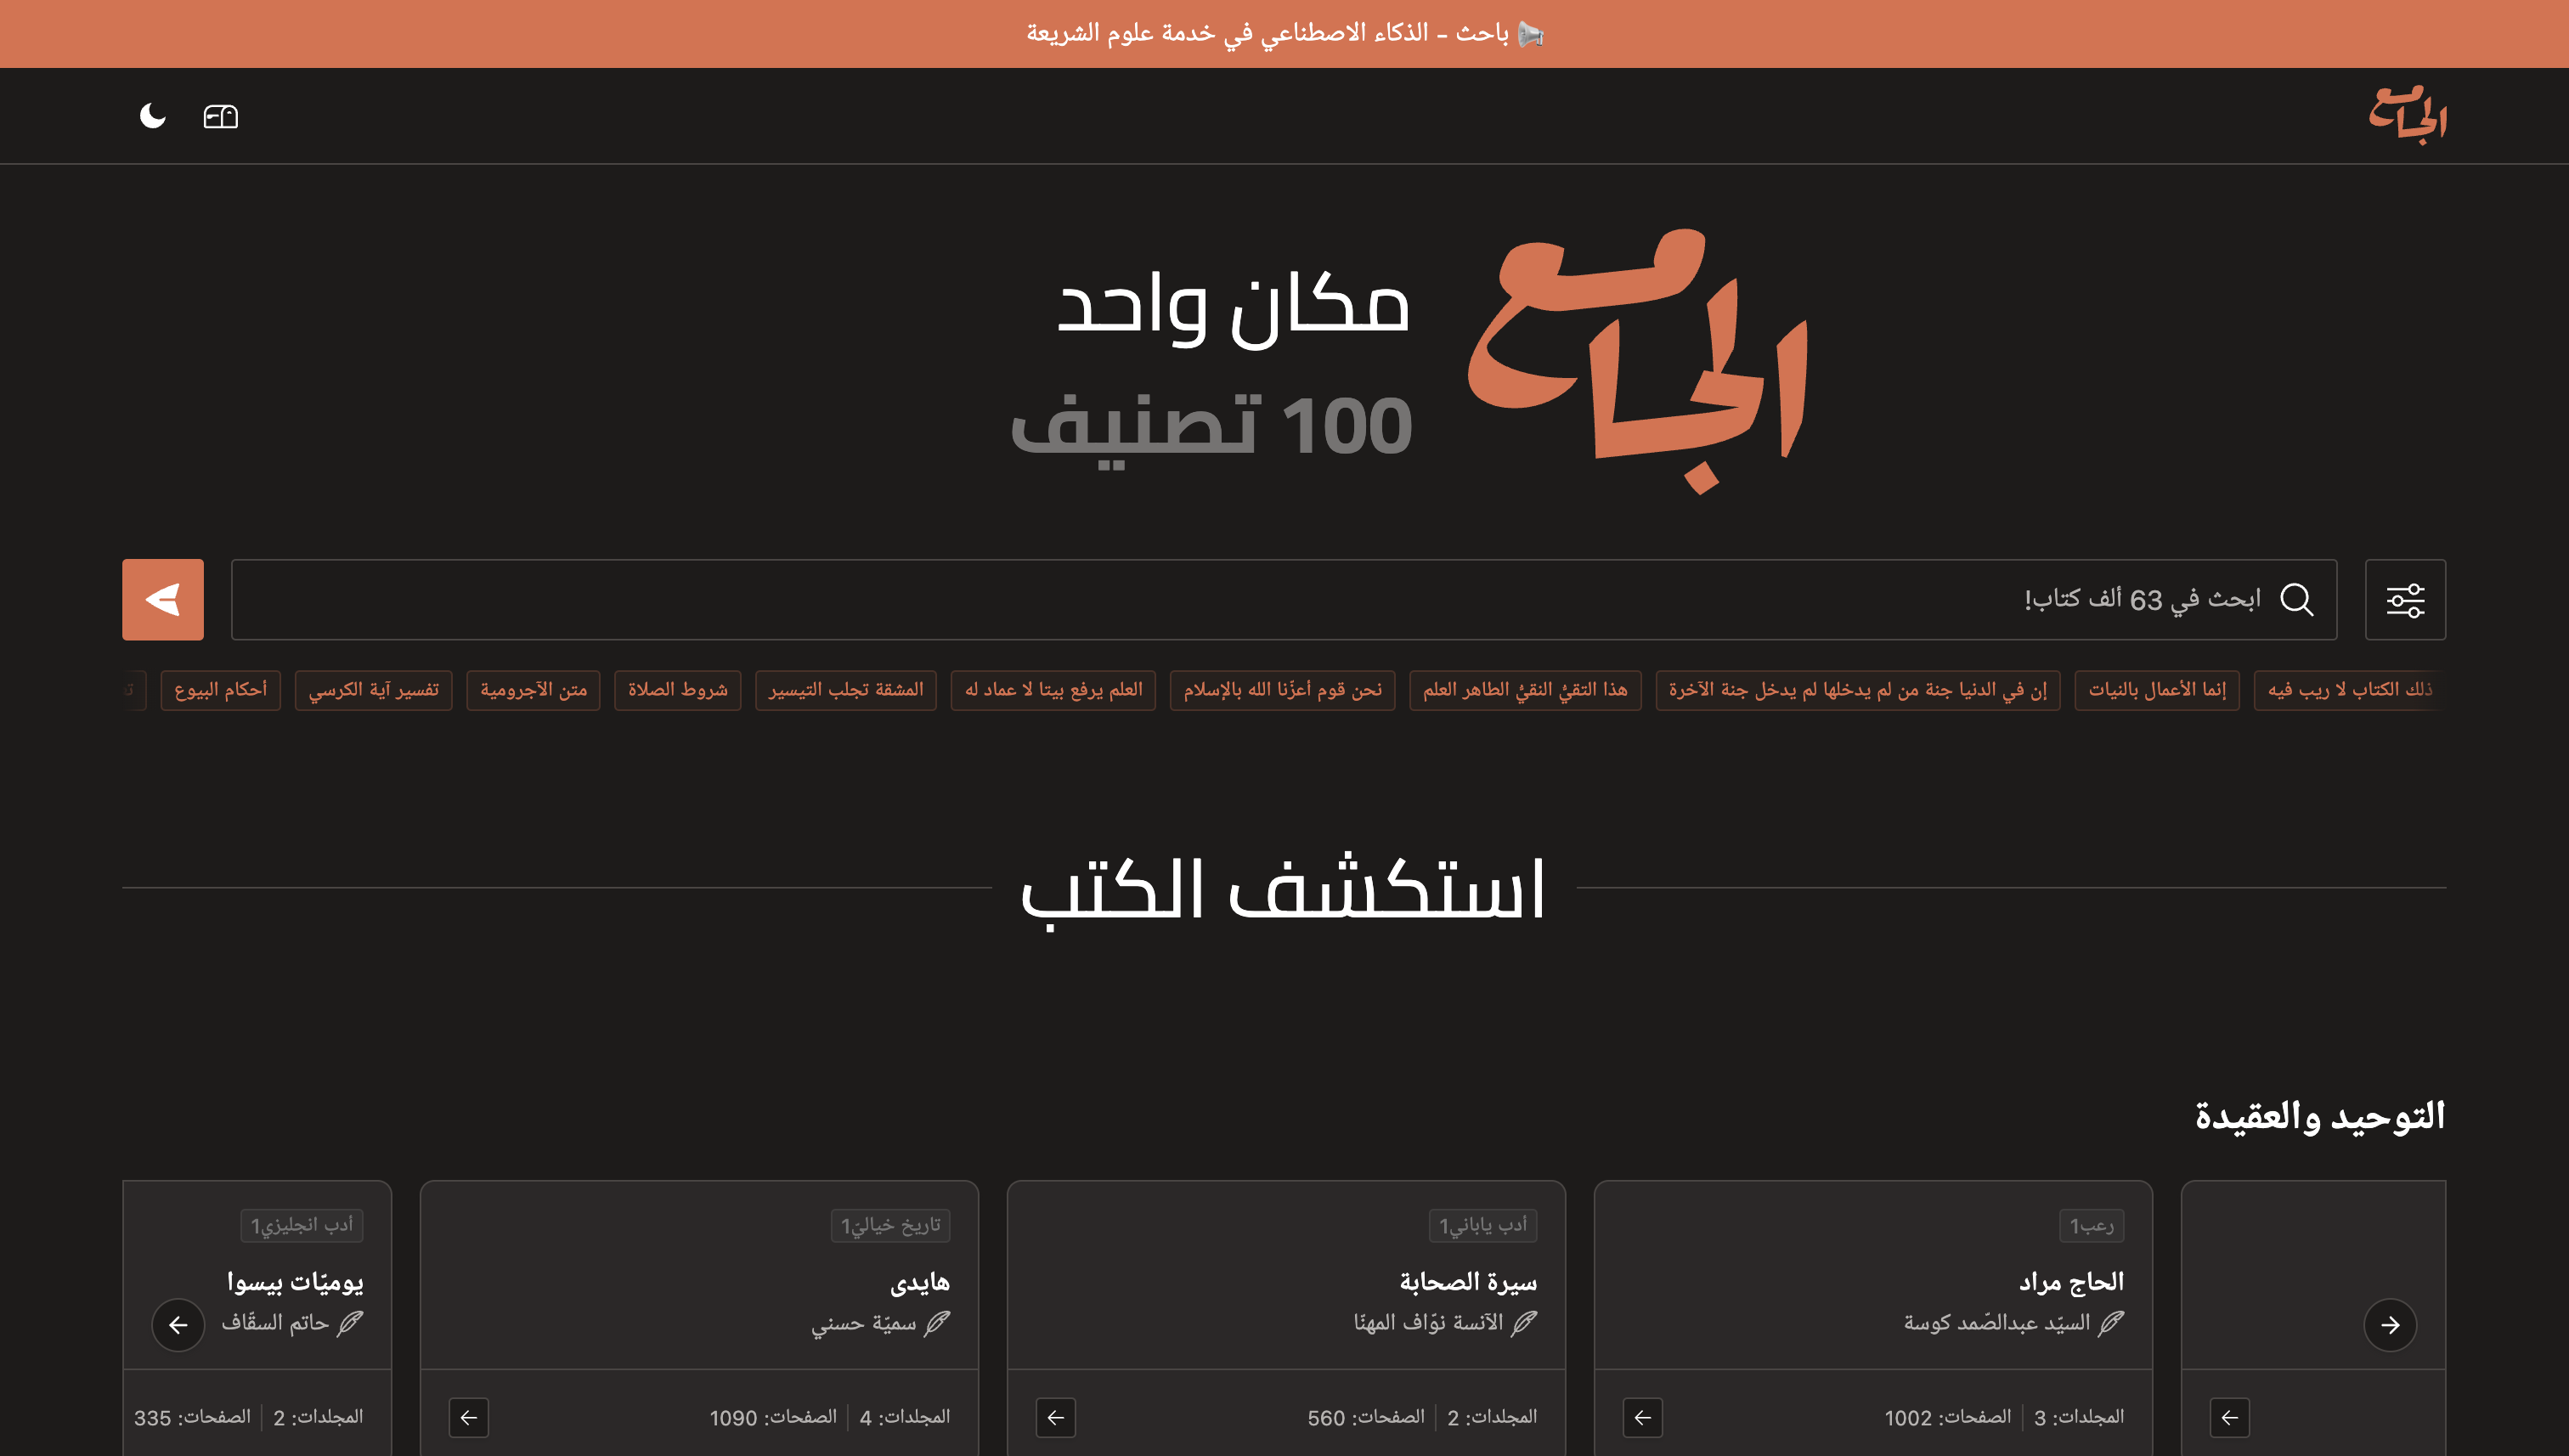 باحث - الذكاء الاصطناعي في خدمة علوم الشريعة
الجامع
الجامع
مكان واحد
100 تصنيف
ابحث في 63 ألف كتاب!
ذلك الكتاب لا ريب فيه
إنما الأعمال بالنيات
إن في الدنيا جنة من لم يدخلها لم يدخل جنة الآخرة
هذا التقيُّ النقيُّ الطاهر العلم
نحن قوم أعزّنا الله بالإسلام
العلم يرفع بيتا لا عماد له
المشقة تجلب التيسير
شروط الصلاة
متن الآجرومية
تفسير آية الكرسي
أحكام البيوع
استكشف الكتب
التوحيد والعقيدة
رعب1
الحاج مراد
السيّد عبدالصّمد كوسة
المجلدات: 3 | الصفحات: 1002
أدب ياباني1
سيرة الصحابة
الآنسة نوّاف المهنّا
المجلدات: 2 | الصفحات: 560
تاريخ خياليّ1
هايدى
سميّة حسني
المجلدات: 4 | الصفحات: 1090
أدب انجليزي1
يوميّات بيسوا
حاتم السقّاف
المجلدات: 2 | الصفحات: 335